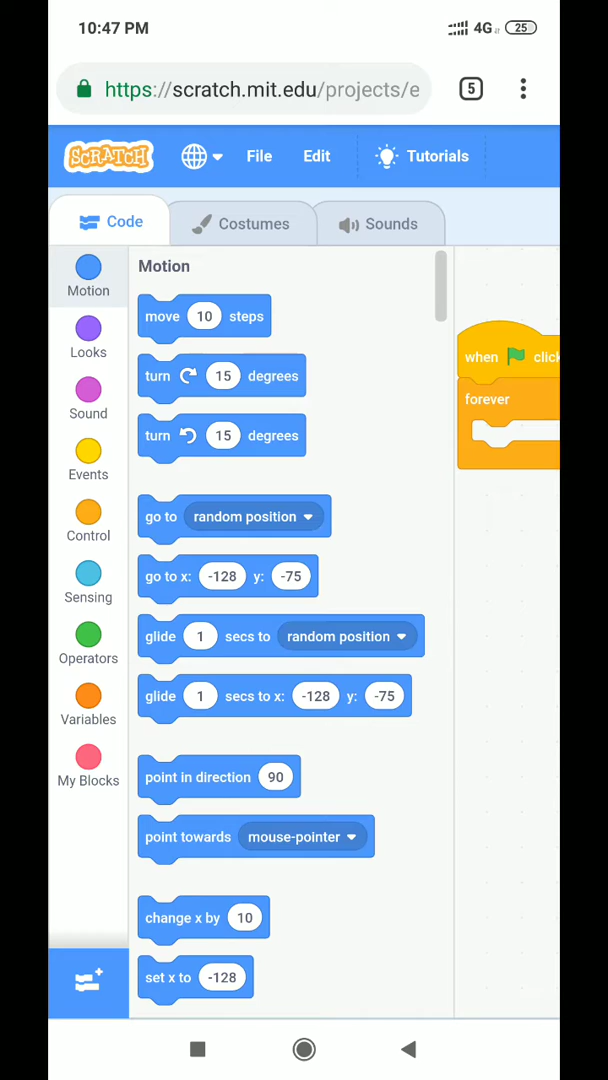 10:47 PM 4G 25
https://scratch.mit.edu/projects/e 5
SCRATCH File Edit Tutorials
Code Costumes Sounds
Motion
Looks
Sound
Events
Control
Sensing
Operators
Variables
My Blocks
Motion
move 10 steps
turn 15 degrees
turn 15 degrees
go to random position
go to x: -128 y: -75
glide 1 secs to random position
glide 1 secs to x: -128 y: -75
point in direction 90
point towards mouse-pointer
change x by 10
set x to -128
when click
forever